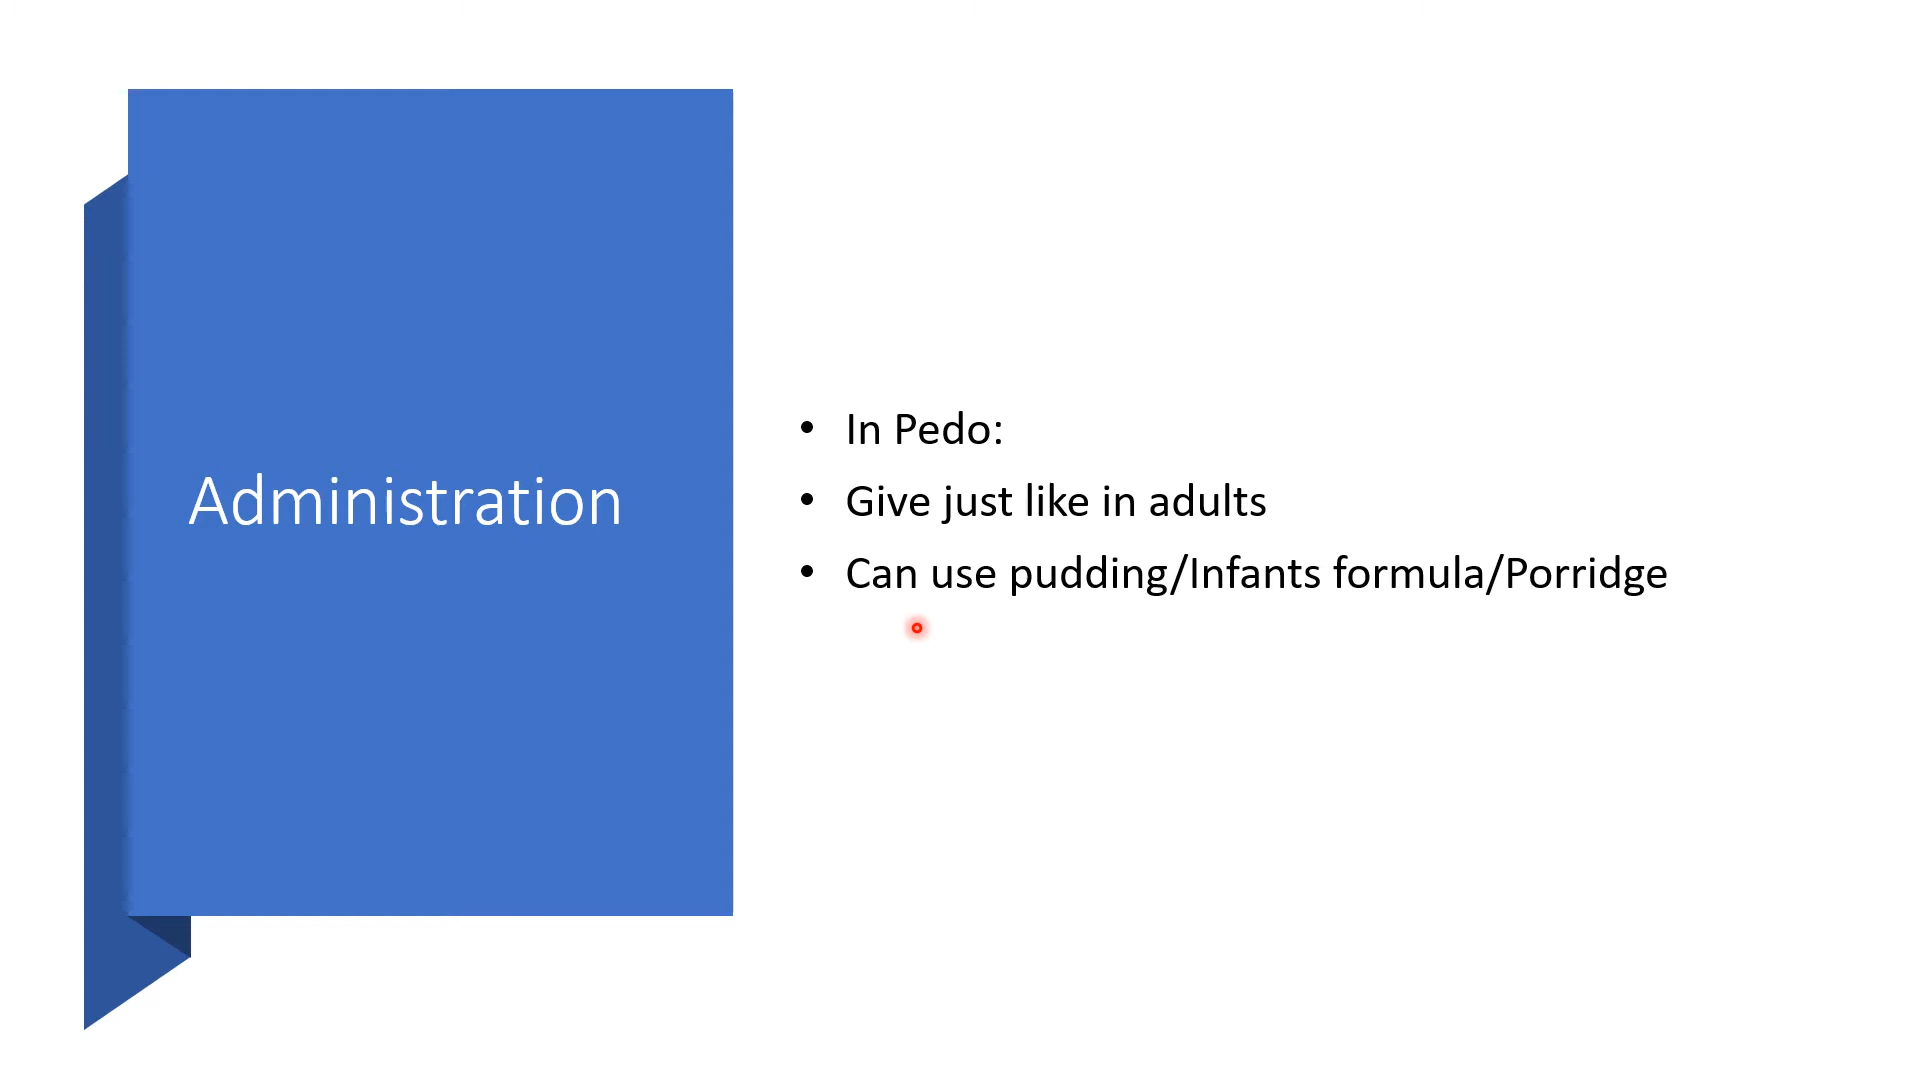 Administration
• In Pedo:
• Give just like in adults
• Can use pudding/Infants formula/Porridge